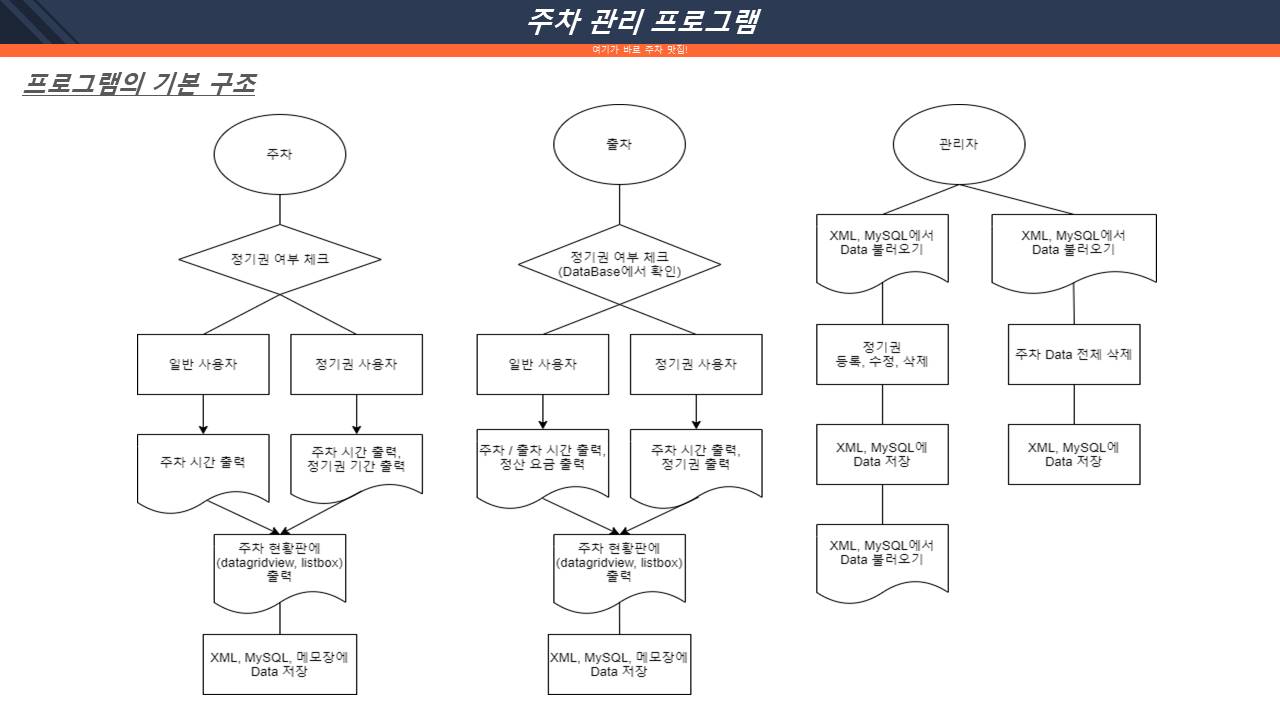 주차 관리 프로그램
여기가 바로 주차 맛집!
프로그램의 기본 구조
주차
정기권 여부 체크
일반 사용자
정기권 사용자
주차 시간 출력
주차 시간 출력,
정기권 기간 출력
주차 현황판에
(datagridview, listbox)
출력
XML, MySQL, 메모장에
Data 저장
출차
정기권 여부 체크
(DataBase에서 확인)
일반 사용자
정기권 사용자
주차 / 출차 시간 출력,
정산 요금 출력
주차 시간 출력,
정기권 출력
주차 현황판에
(datagridview, listbox)
출력
XML, MySQL, 메모장에
Data 저장
관리자
XML, MySQL에서
Data 불러오기
정기권
등록, 수정, 삭제
XML, MySQL에
Data 저장
XML, MySQL에서
Data 불러오기
XML, MySQL에서
Data 불러오기
주차 Data 전체 삭제
XML, MySQL에
Data 저장